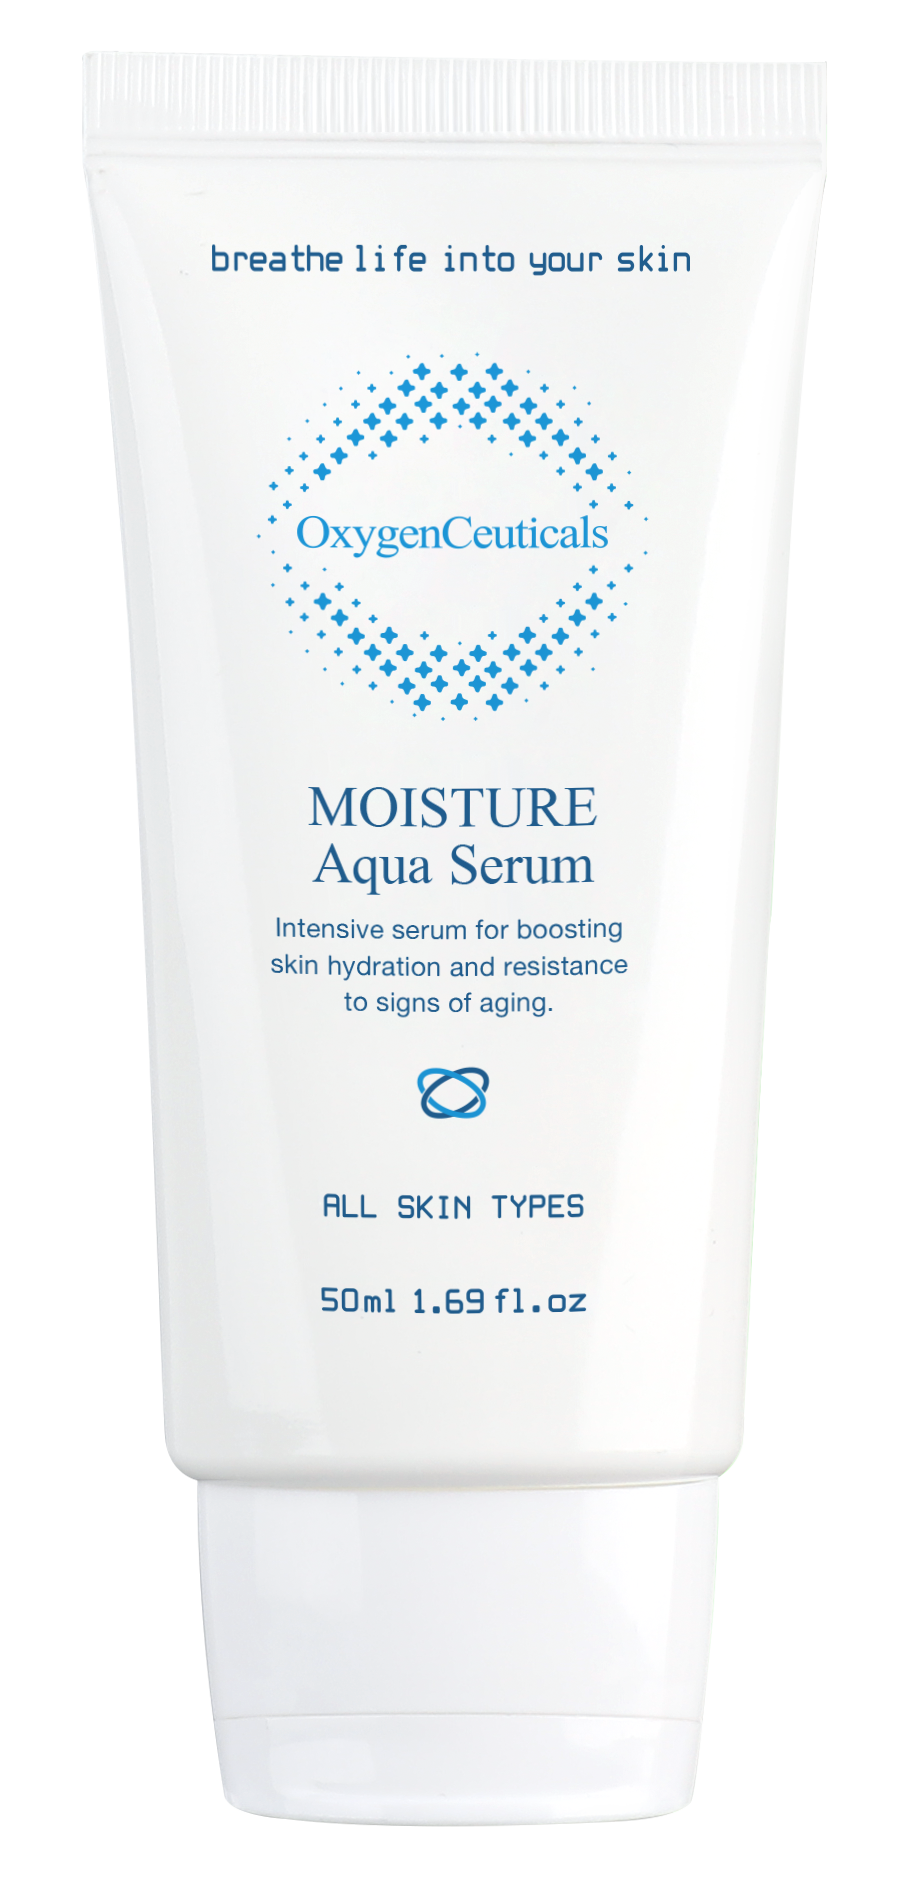 breathe life into your skin
OxygenCeuticals
MOISTURE
Aqua Serum
Intensive serum for boosting
skin hydration and resistance
to signs of aging.
ALL SKIN TYPES
50ml 1.69 fl.oz